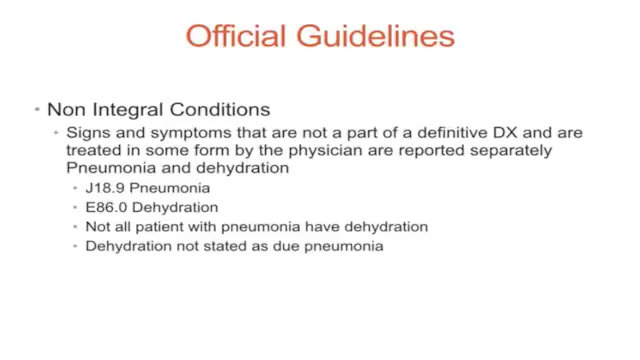 Official Guidelines
• Non Integral Conditions
• Signs and symptoms that are not a part of a definitive DX and are
treated in some form by the physician are reported separately
Pneumonia and dehydration
• J18.9 Pneumonia
• E86.0 Dehydration
• Not all patient with pneumonia have dehydration
• Dehydration not stated as due pneumonia